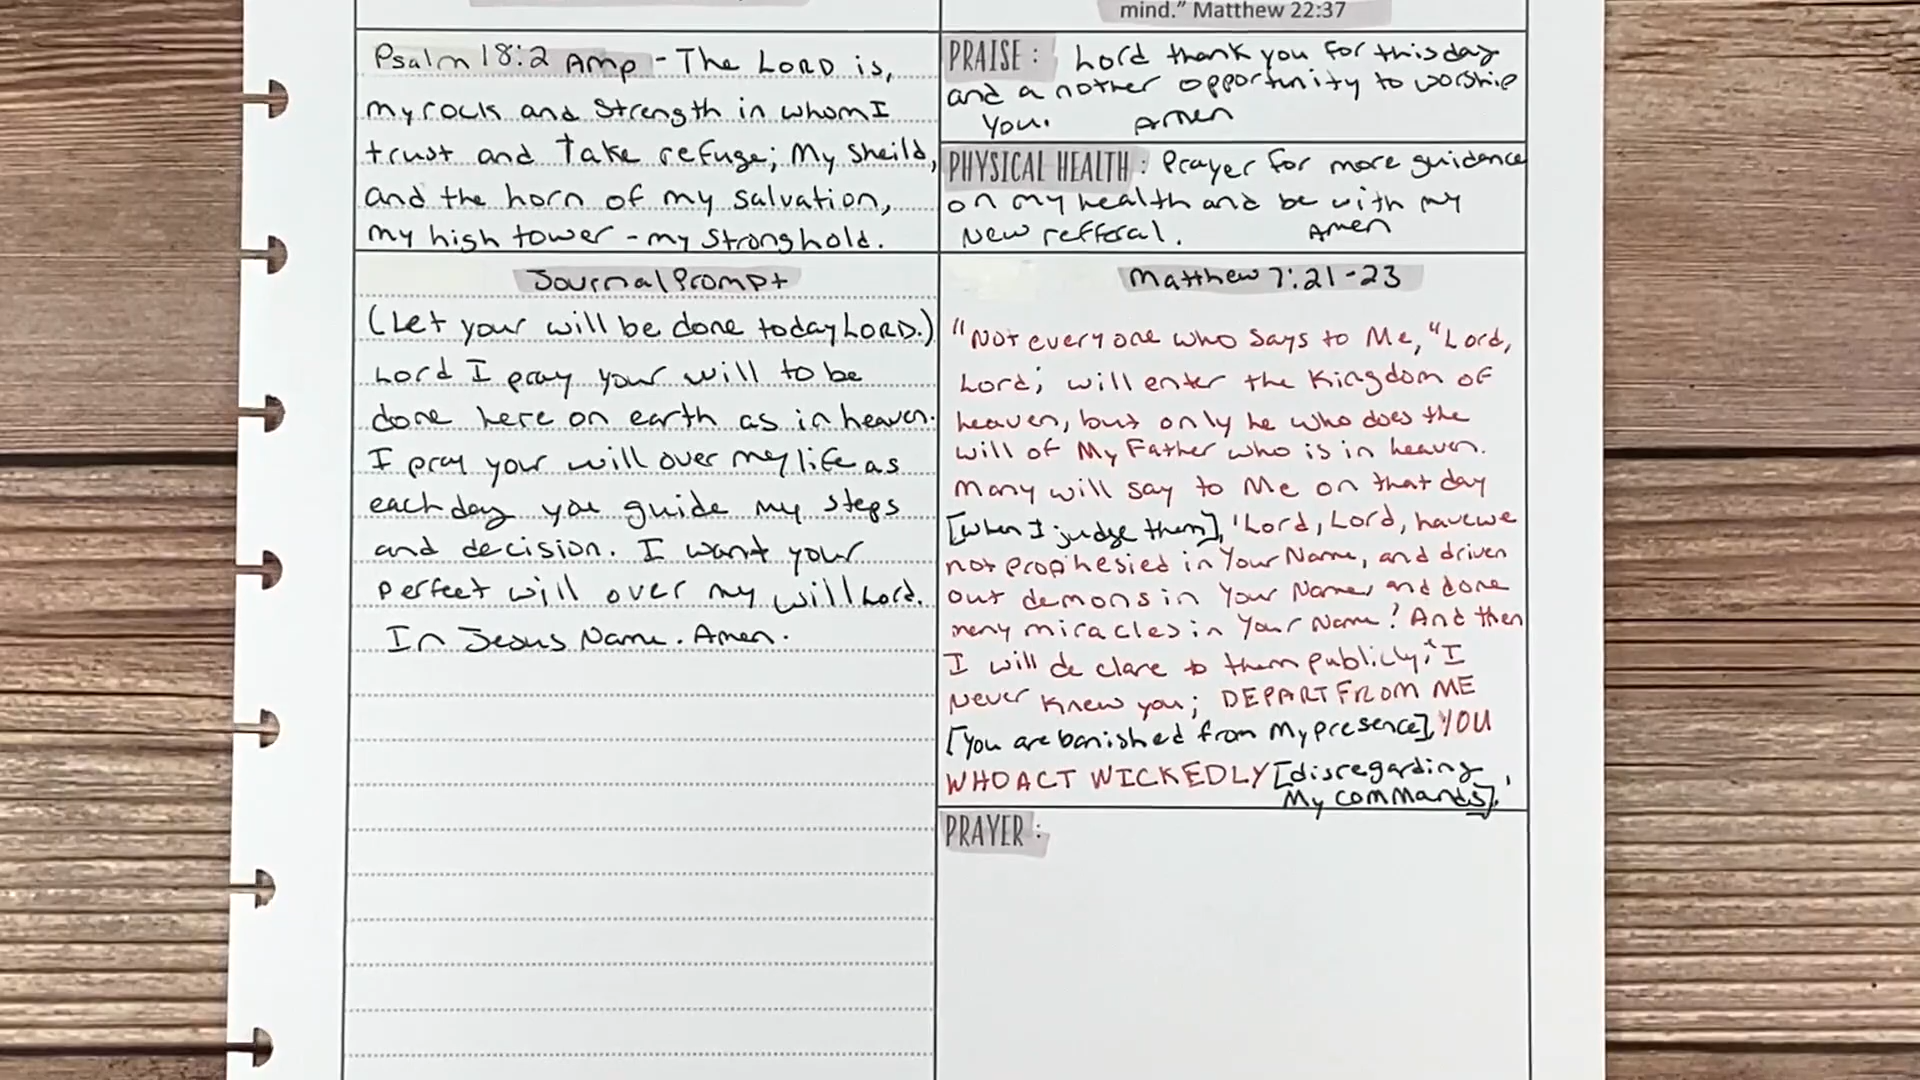 Psalm 18:2 Amp - The LORD is,
my rock and Strength in whom I
trust and Take refuge; My Sheild,
and the horn of my salvation,
my high tower - my Stronghold.
Journal Prompt
(Let your will be done today LORD.)
Lord I pray your will to be
done here on earth as in heaven.
I pray your will over my life as
each day you guide my steps
and decision. I want your
perfect will over my will Lord.
In Jesus Name. Amen.
mind.” Matthew 22:37
PRAISE : Lord thank you for this day
and another opportunity to worship
You. Amen
PHYSICAL HEALTH : Prayer for more guidance
on my health and be with my
New refferal. Amen
Matthew 7:21-23
"Not everyone who says to Me, "Lord,
Lord,' will enter the Kingdom of
heaven, but only he who does the
will of My Father who is in heaven.
Many will say to Me on that day
[when I judge them], 'Lord, Lord, have we
not prophesied in Your Name, and driven
out demons in Your Name, and done
many miracles in Your Name?' And then
I will declare to them publicly, 'I
Never Knew you; DEPART FROM ME
[you are banished from My presence], YOU
WHO ACT WICKEDLY [disregarding
My commands].'
PRAYER :